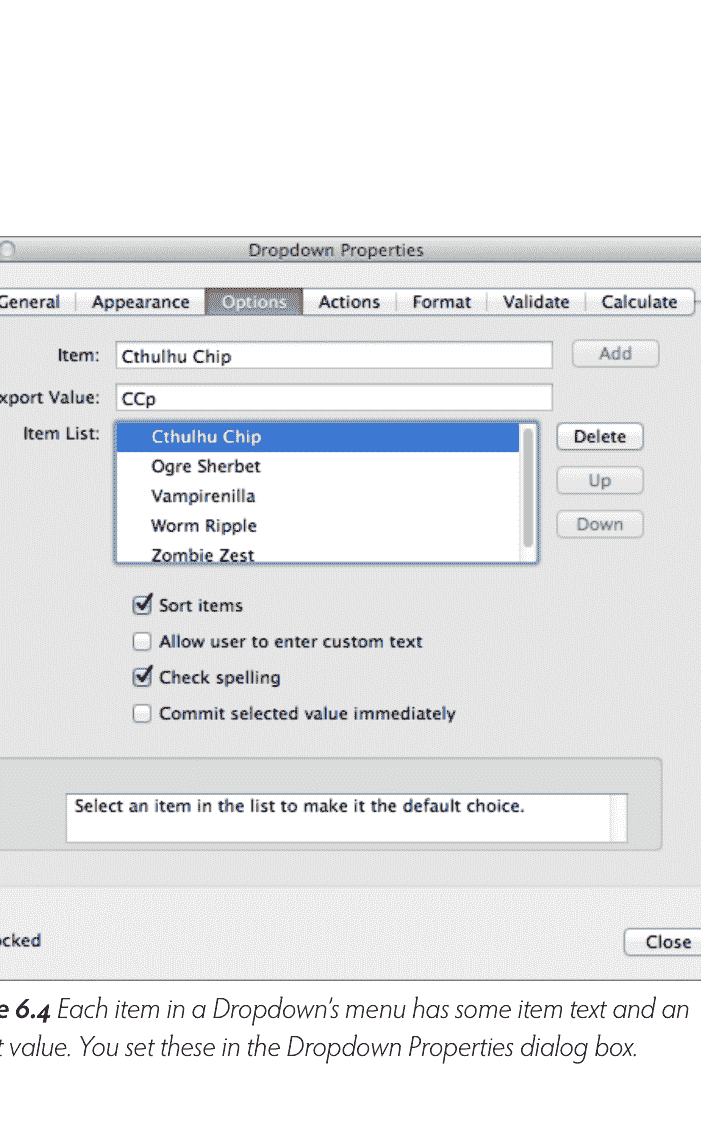 Dropdown Properties
General Appearance Options Actions Format Validate Calculate
Item: Cthulhu Chip Add
xport Value: CCp
Item List: Cthulhu Chip Delete
Ogre Sherbet Up
Vampirenilla
Worm Ripple Down
Zombie Zest
Sort items
Allow user to enter custom text
Check spelling
Commit selected value immediately
Select an item in the list to make it the default choice.
ocked Close
e 6.4 Each item in a Dropdown's menu has some item text and an
t value. You set these in the Dropdown Properties dialog box.